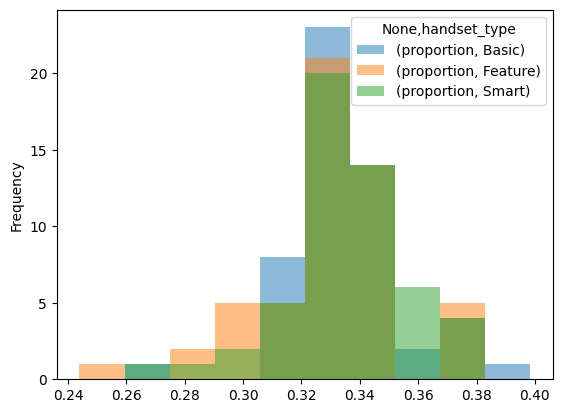 None,handset_type
(proportion, Basic)
(proportion, Feature)
(proportion, Smart)
Frequency
20
15
10
5
0
0.24 0.26 0.28 0.30 0.32 0.34 0.36 0.38 0.40